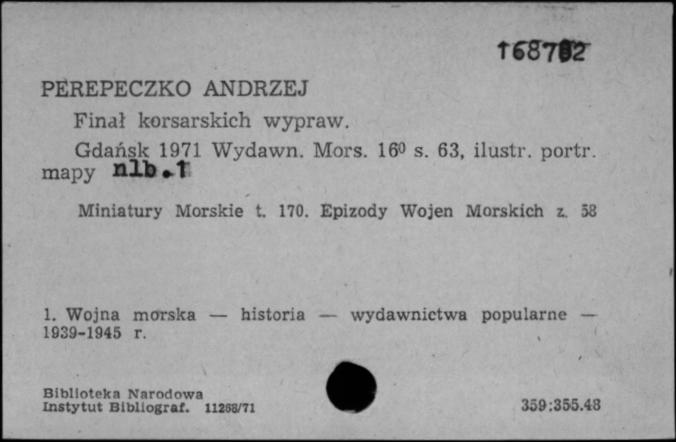 168702
PEREPECZKO ANDRZEJ
Finał korsarskich wypraw.
Gdańsk 1971 Wydawn. Mors. 16⁰ s. 63, ilustr. portr.
mapy nlb.1
Miniatury Morskie t. 170. Epizody Wojen Morskich z. 58
1. Wojna morska — historia — wydawnictwa popularne —
1939-1945 r.
Biblioteka Narodowa
Instytut Bibliograf. 11268/71
359:355.48